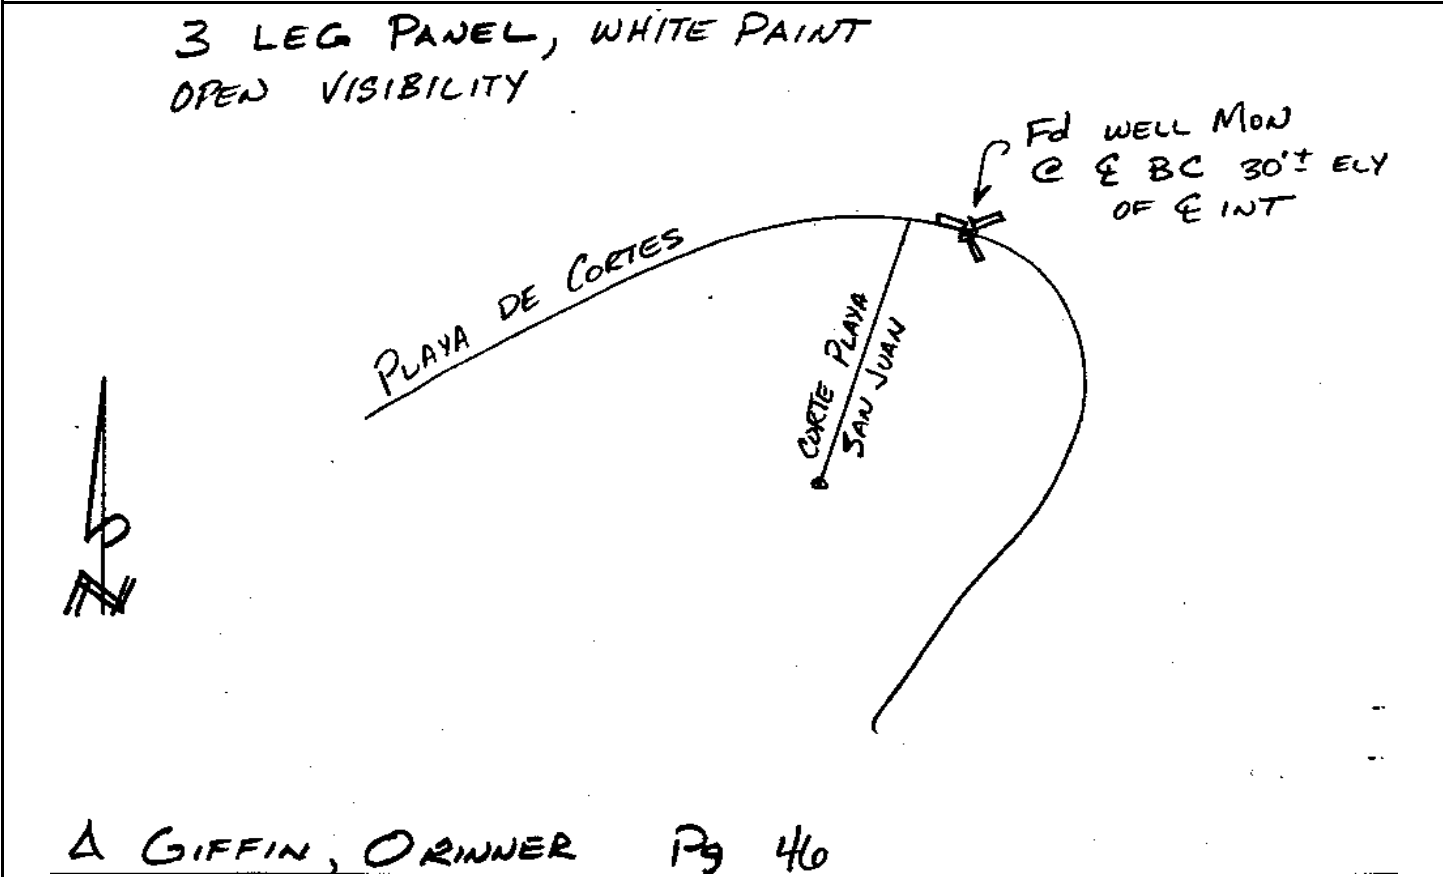 3 LEG PANEL, WHITE PAINT
OPEN VISIBILITY
Fd WELL MON
@ ℄ BC 30'± ELY
OF ℄ INT
PLAYA DE CORTES
CORTE PLAYA
SAN JUAN
N
Δ GIFFIN, O RINNER Pg 46